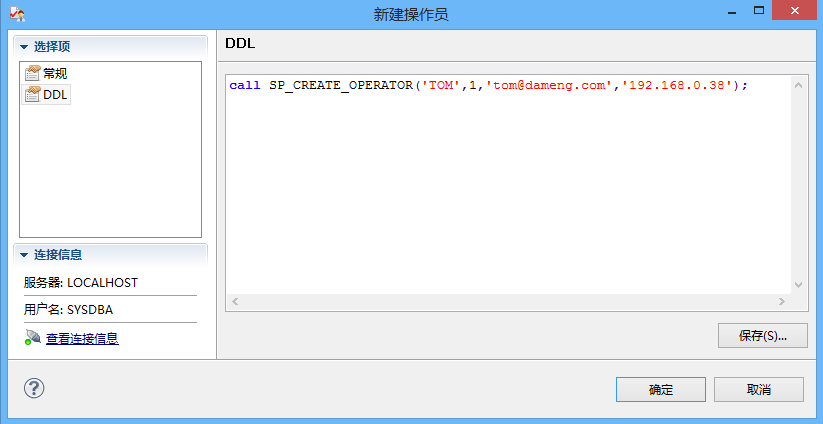 新建操作员
选择项
常规
DDL
连接信息
服务器: LOCALHOST
用户名: SYSDBA
查看连接信息
DDL
call SP_CREATE_OPERATOR('TOM',1,'tom@dameng.com','192.168.0.38');
保存(S)...
?
确定
取消